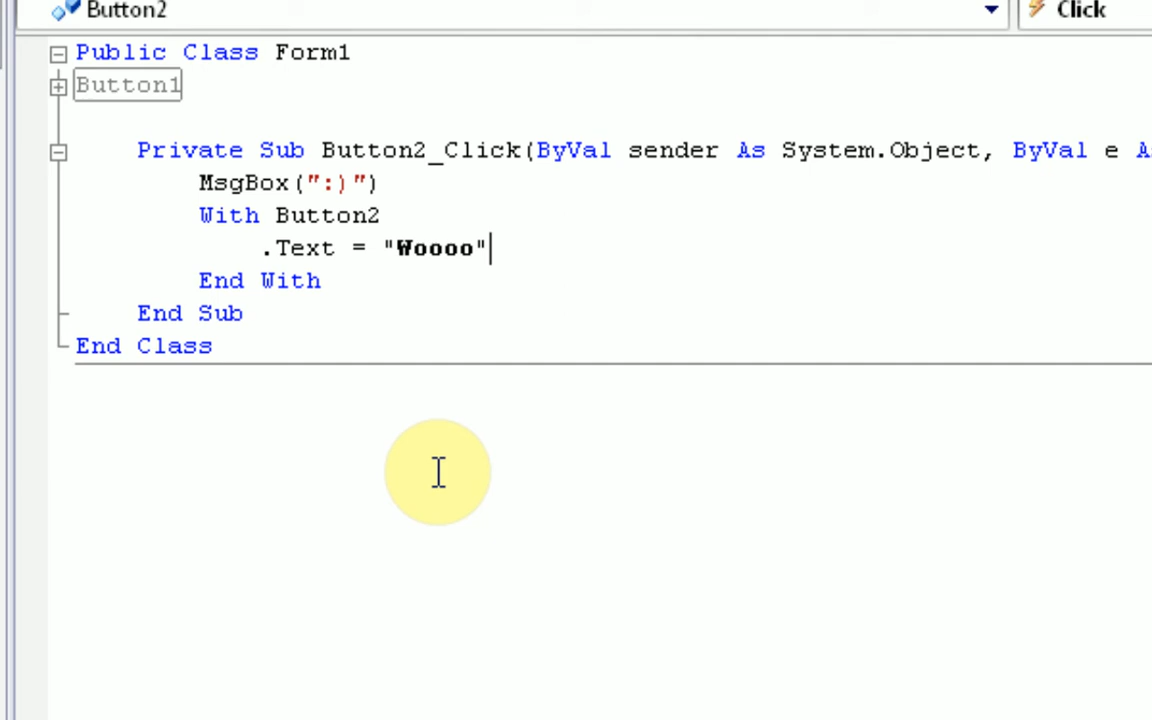 Button2 Click
Public Class Form1
Button1
Private Sub Button2_Click(ByVal sender As System.Object, ByVal e As
MsgBox(":)")
With Button2
.Text = "Woooo"
End With
End Sub
End Class